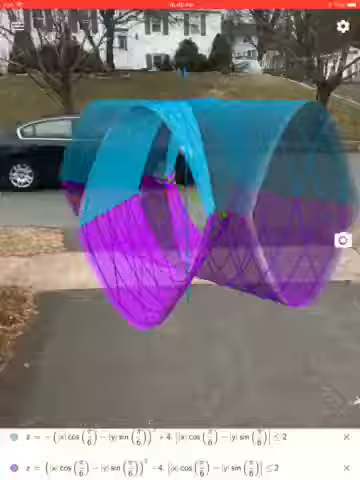 z = −(|x| cos(π/6) − |y| sin(π/6))² + 4. ||x| cos(π/6) − |y| sin(π/6)| ≤ 2 ×
z = (|x| cos(π/6) − |y| sin(π/6))² − 4. ||x| cos(π/6) − |y| sin(π/6)| ≤ 2 ×